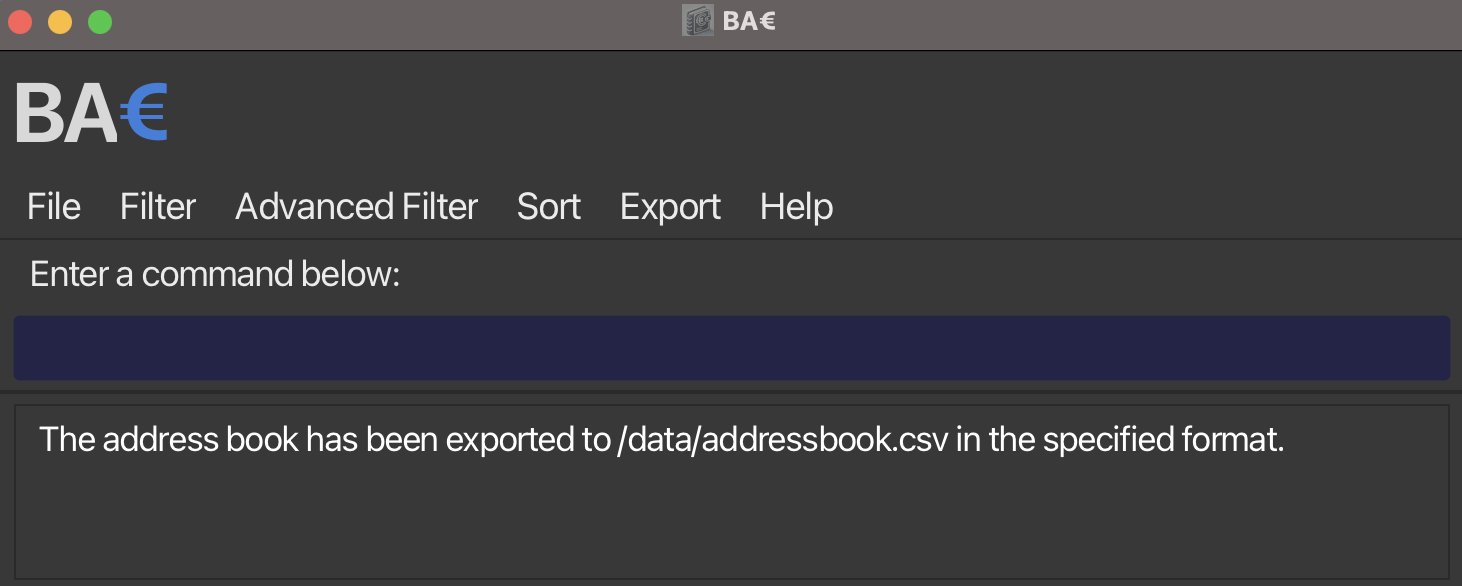 BA€
BA€
File Filter Advanced Filter Sort Export Help
Enter a command below:
The address book has been exported to /data/addressbook.csv in the specified format.